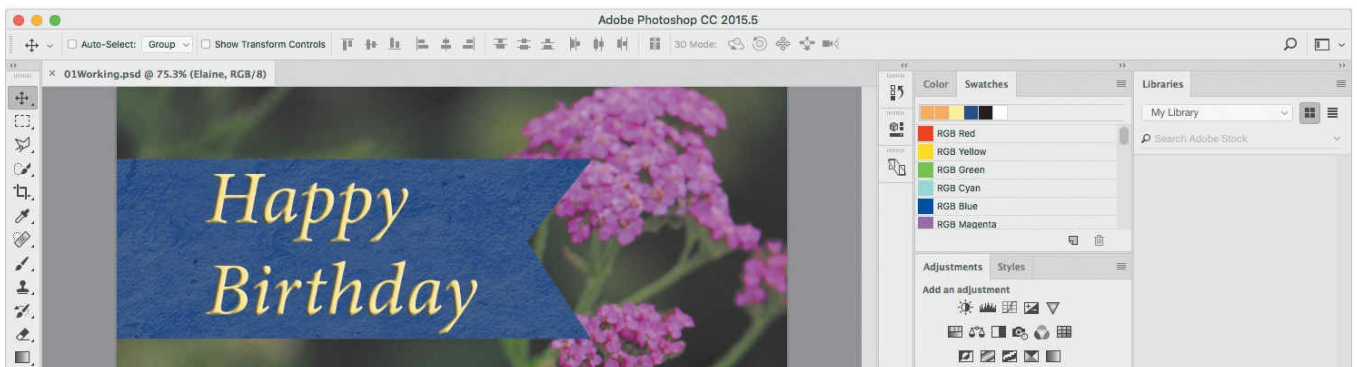 Adobe Photoshop CC 2015.5
Auto-Select: Group Show Transform Controls 3D Mode:
× 01Working.psd @ 75.3% (Elaine, RGB/8)
Color Swatches
Libraries
My Library
Search Adobe Stock
RGB Red
RGB Yellow
RGB Green
RGB Cyan
RGB Blue
RGB Magenta
Happy
Birthday
Adjustments Styles
Add an adjustment